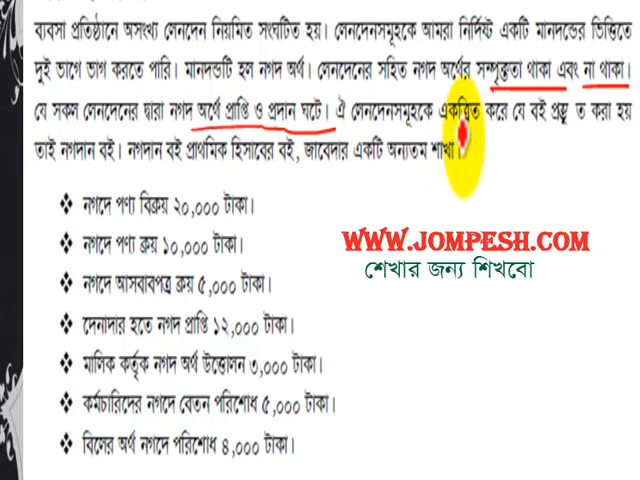 ব্যবসা প্রতিষ্ঠানে অসংখ্য লেনদেন নিয়মিত সংঘটিত হয়। লেনদেনসমূহকে আমরা নির্দিষ্ট একটি মানদন্ডের ভিত্তিতে
দুই ভাগে ভাগ করতে পারি। মানদন্ডটি হল নগদ অর্থ। লেনদেনের সহিত নগদ অর্থের সম্পৃক্ততা থাকা এবং না থাকা।
যে সকল লেনদেনের দ্বারা নগদ অর্থে প্রাপ্তি ও প্রদান ঘটে। ঐ লেনদেনসমূহকে একত্রিত করে যে বই প্রস্তু ত করা হয়
তাই নগদান বই। নগদান বই প্রাথমিক হিসাবের বই, জাবেদার একটি অন্যতম শাখা।
❖ নগদে পণ্য বিক্রয় ২০,০০০ টাকা।
❖ নগদে পণ্য ক্রয় ১০,০০০ টাকা।
WWW.JOMPESH.COM
শেখার জন্য শিখবো
❖ নগদে আসবাবপত্র ক্রয় ৫,০০০ টাকা।
❖ দেনাদার হতে নগদ প্রাপ্তি ১২,০০০ টাকা।
❖ মালিক কর্তৃক নগদ অর্থ উত্তোলন ৩,০০০ টাকা।
❖ কর্মচারিদের নগদে বেতন পরিশোধ ৫,০০০ টাকা।
❖ বিলের অর্থ নগদে পরিশোধ ৪,০০০ টাকা।